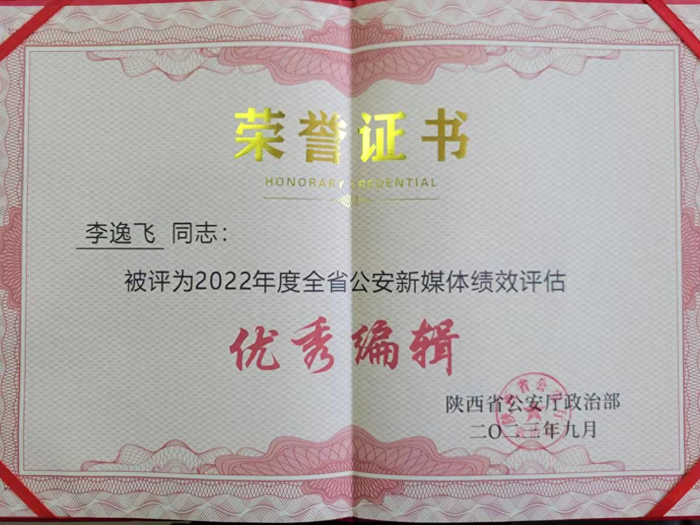 荣誉证书
HONORARY CREDENTIAL
李逸飞 同志：
被评为2022年度全省公安新媒体绩效评估
优秀编辑
陕西省公安厅政治部
二〇二三年九月